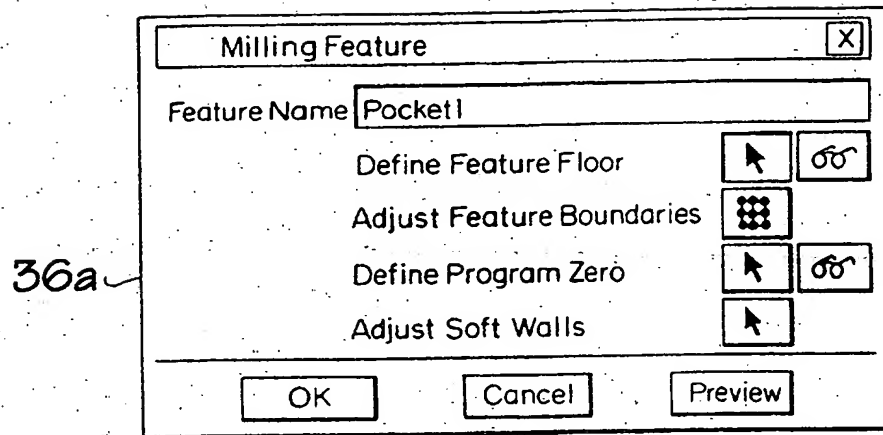 Milling Feature X
Feature Name Pocket1
Define Feature Floor
Adjust Feature Boundaries
36a
Define Program Zero
Adjust Soft Walls
OK Cancel Preview